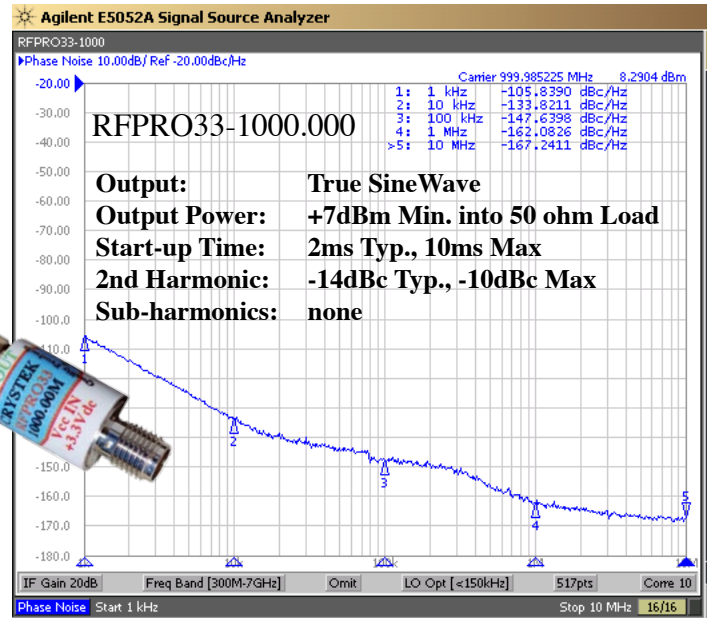 Agilent E5052A Signal Source Analyzer
RFPRO33-1000
Phase Noise 10.00dB/ Ref -20.00dBc/Hz
Carrier 999.985225 MHz 8.2904 dBm
1: 1 kHz -105.8390 dBc/Hz
2: 10 kHz -133.8211 dBc/Hz
3: 100 kHz -147.6398 dBc/Hz
4: 1 MHz -162.0826 dBc/Hz
>5: 10 MHz -167.2411 dBc/Hz
RFPRO33-1000.000
Output: True SineWave
Output Power: +7dBm Min. into 50 ohm Load
Start-up Time: 2ms Typ., 10ms Max
2nd Harmonic: -14dBc Typ., -10dBc Max
Sub-harmonics: none
-20.00
-30.00
-40.00
-50.00
-60.00
-70.00
-80.00
-90.00
-100.0
-150.0
-160.0
-170.0
-180.0
1
2
3
4
5
OUT
CRYSTEK
RFPRO33
1000.00M
Vcc IN
+3.3Vdc
IF Gain 20dB Freq Band [300M-7GHz] Omit LO Opt [<150kHz] 517pts Corre 10
Phase Noise Start 1 kHz Stop 10 MHz 16/16